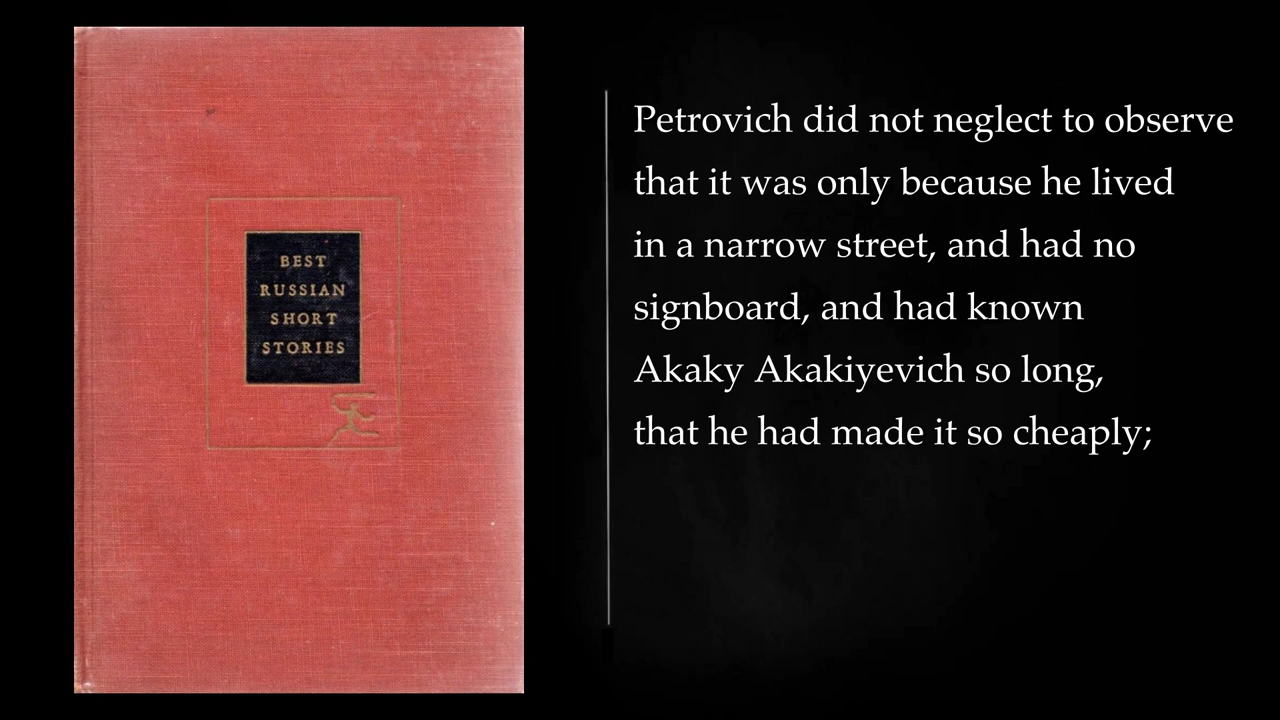 BEST
RUSSIAN
SHORT
STORIES
Petrovich did not neglect to observe
that it was only because he lived
in a narrow street, and had no
signboard, and had known
Akaky Akakiyevich so long,
that he had made it so cheaply;